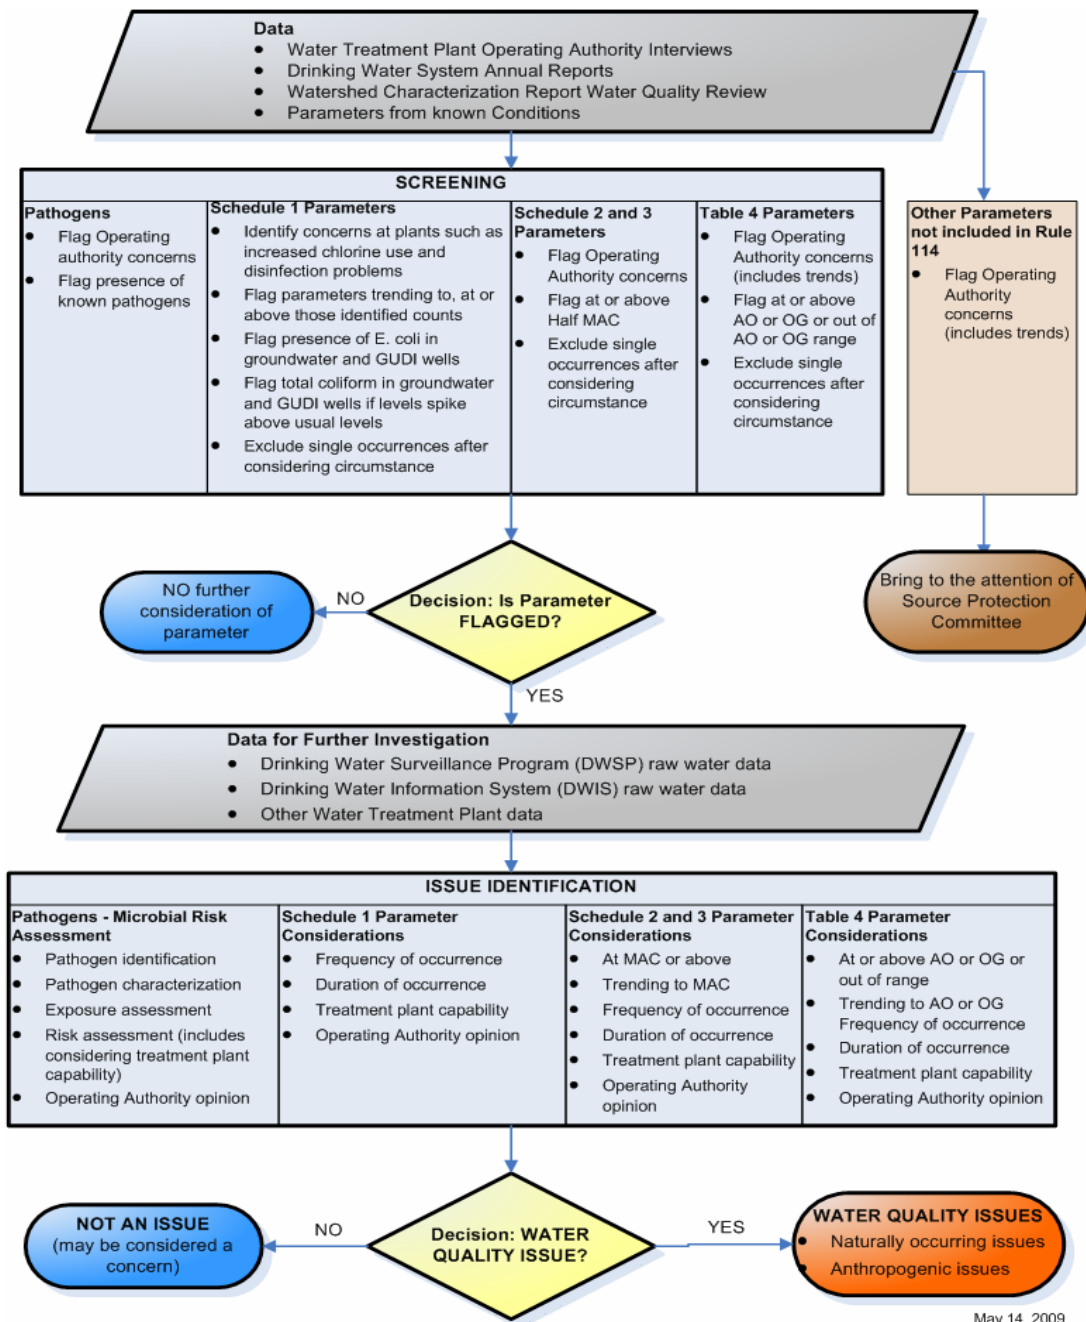 Data
● Water Treatment Plant Operating Authority Interviews
● Drinking Water System Annual Reports
● Watershed Characterization Report Water Quality Review
● Parameters from known Conditions
SCREENING
Pathogens
● Flag Operating
authority concerns
● Flag presence of
known pathogens
Schedule 1 Parameters
● Identify concerns at plants such as
increased chlorine use and
disinfection problems
● Flag parameters trending to, at or
above those identified counts
● Flag presence of E. coli in
groundwater and GUDI wells
● Flag total coliform in groundwater
and GUDI wells if levels spike
above usual levels
● Exclude single occurrences after
considering circumstance
Schedule 2 and 3
Parameters
● Flag Operating
Authority concerns
● Flag at or above
Half MAC
● Exclude single
occurrences after
considering
circumstance
Table 4 Parameters
● Flag Operating
Authority concerns
(includes trends)
● Flag at or above
AO or OG or out of
AO or OG range
● Exclude single
occurrences after
considering
circumstance
Other Parameters
not included in Rule
114
● Flag Operating
Authority
concerns
(includes trends)
NO further
consideration of
parameter
NO
Decision: Is Parameter
FLAGGED?
Bring to the attention of
Source Protection
Committee
YES
Data for Further Investigation
● Drinking Water Surveillance Program (DWSP) raw water data
● Drinking Water Information System (DWIS) raw water data
● Other Water Treatment Plant data
ISSUE IDENTIFICATION
Pathogens - Microbial Risk
Assessment
● Pathogen identification
● Pathogen characterization
● Exposure assessment
● Risk assessment (includes
considering treatment plant
capability)
● Operating Authority opinion
Schedule 1 Parameter
Considerations
● Frequency of occurrence
● Duration of occurrence
● Treatment plant capability
● Operating Authority opinion
Schedule 2 and 3 Parameter
Considerations
● At MAC or above
● Trending to MAC
● Frequency of occurrence
● Duration of occurrence
● Treatment plant capability
● Operating Authority
opinion
Table 4 Parameter
Considerations
● At or above AO or OG or
out of range
● Trending to AO or OG
Frequency of occurrence
● Duration of occurrence
● Treatment plant capability
● Operating Authority opinion
NOT AN ISSUE
(may be considered a
concern)
NO
Decision: WATER
QUALITY ISSUE?
YES
WATER QUALITY ISSUES
● Naturally occurring issues
● Anthropogenic issues
May 14, 2009